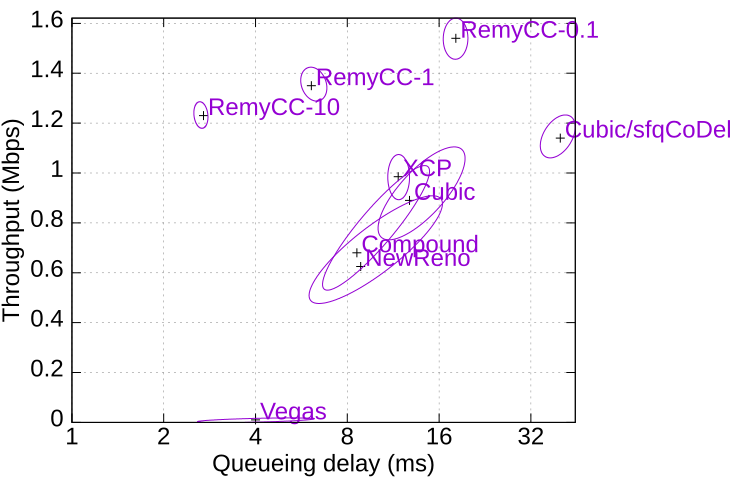 1.6
RemyCC-0.1
1.4
RemyCC-1
RemyCC-10
1.2
Cubic/sfqCoDel
1
XCP
Cubic
0.8
Compound
NewReno
0.6
0.4
0.2
Vegas
0
1 2 4 8 16 32
Queueing delay (ms)
Throughput (Mbps)